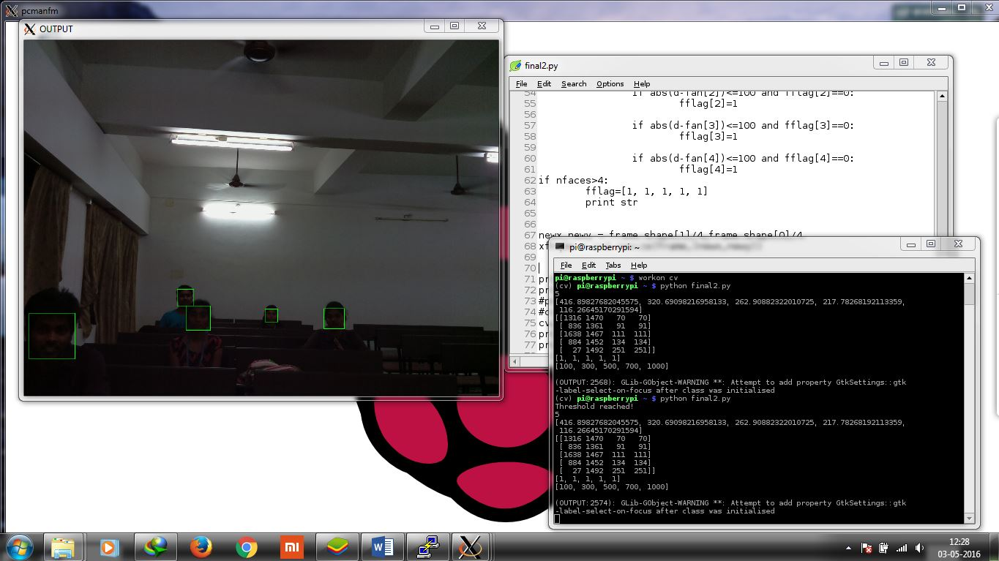 pcmanfm
OUTPUT
final2.py
File Edit Search Options Help
54 if abs(d-fan[2])<=100 and fflag[2]==0:
55 fflag[2]=1
56
57 if abs(d-fan[3])<=100 and fflag[3]==0:
58 fflag[3]=1
59
60 if abs(d-fan[4])<=100 and fflag[4]==0:
61 fflag[4]=1
62 if nfaces>4:
63 fflag=[1, 1, 1, 1, 1]
64 print str
65
66
67 newx,newy = frame.shape[1]/4,frame.shape[0]/4
68 xf
69
70
71 pr
72 pr
73 #p
74 #c
75 cv
76 pr
77 pr
pi@raspberrypi: ~
File Edit Tabs Help
pi@raspberrypi ~ $ workon cv
(cv) pi@raspberrypi ~ $ python final2.py
5
[416.89827682045575, 320.69098216958133, 262.90882322010725, 217.78268192113359,
116.26645170291594]
[[1316 1470 70 70]
[ 836 1361 91 91]
[1638 1467 111 111]
[ 884 1452 134 134]
[ 27 1492 251 251]]
[1, 1, 1, 1, 1]
[100, 300, 500, 700, 1000]
(OUTPUT:2568): GLib-GObject-WARNING **: Attempt to add property GtkSettings::gtk
-label-select-on-focus after class was initialised
(cv) pi@raspberrypi ~ $ python final2.py
Threshold reached!
5
[416.89827682045575, 320.69098216958133, 262.90882322010725, 217.78268192113359,
116.26645170291594]
[[1316 1470 70 70]
[ 836 1361 91 91]
[1638 1467 111 111]
[ 884 1452 134 134]
[ 27 1492 251 251]]
[1, 1, 1, 1, 1]
[100, 300, 500, 700, 1000]
(OUTPUT:2574): GLib-GObject-WARNING **: Attempt to add property GtkSettings::gtk
-label-select-on-focus after class was initialised
mi
W
12:28
03-05-2016